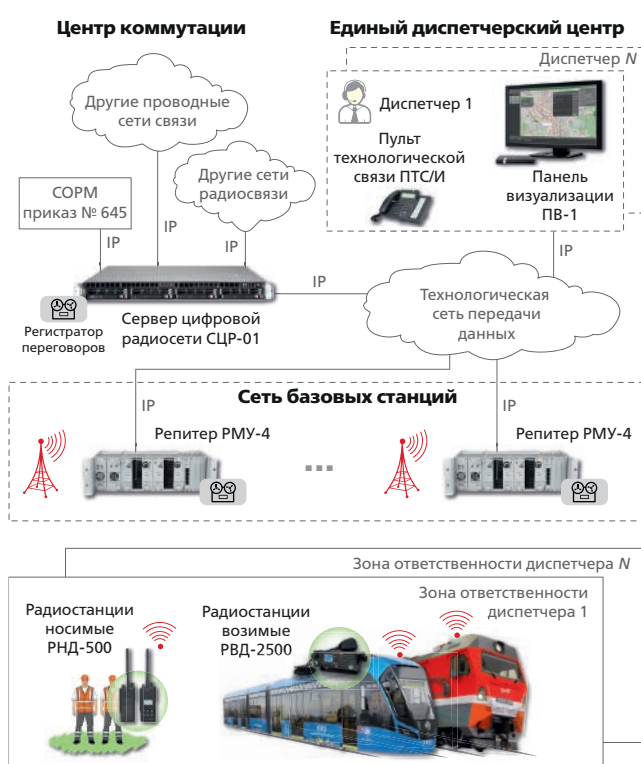 Центр коммутации
Единый диспетчерский центр
Диспетчер N
Другие проводные
сети связи
Диспетчер 1
Пульт
технологической
связи ПТС/И
Панель
визуализации
ПВ-1
Другие сети
радиосвязи
СОРМ
приказ № 645
IP
IP
IP
IP
IP
Технологическая
сеть передачи
данных
Регистратор
переговоров
Сервер цифровой
радиосети СЦР-01
Сеть базовых станций
IP
IP
Репитер РМУ-4
Репитер РМУ-4
Зона ответственности диспетчера N
Зона ответственности
диспетчера 1
Радиостанции
носимые
РНД-500
Радиостанции
возимые
РВД-2500